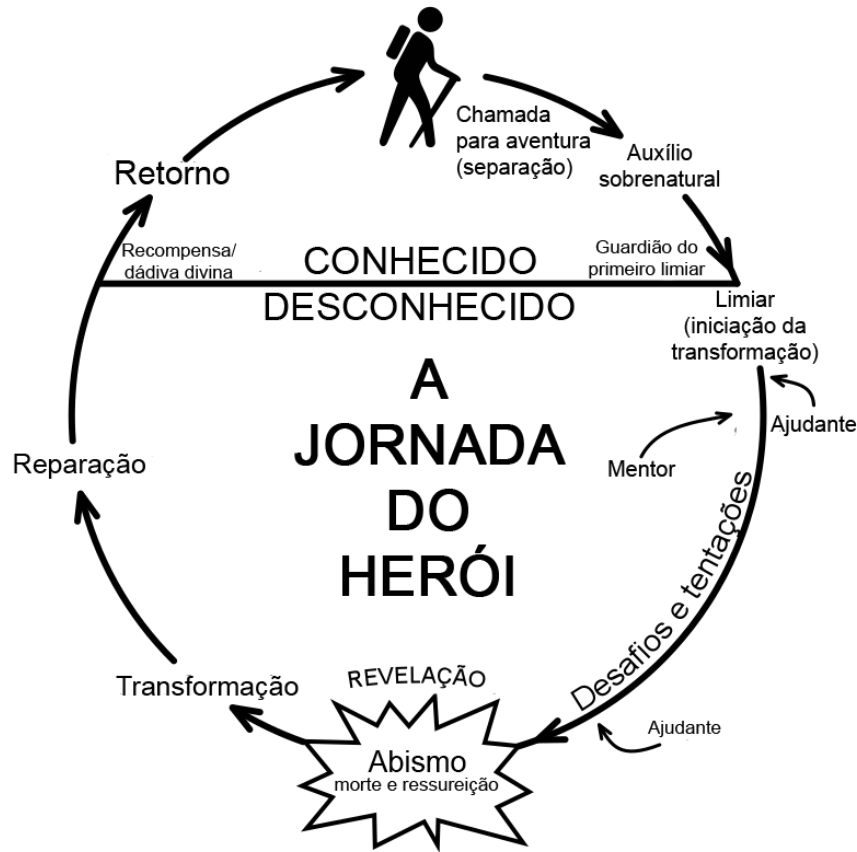 Chamada
para aventura
(separação)
Auxílio
sobrenatural
Retorno
Recompensa/
dádiva divina
CONHECIDO
Guardião do
primeiro limiar
DESCONHECIDO
Limiar
(iniciação da
transformação)
A
JORNADA
DO
HERÓI
Ajudante
Mentor
Reparação
Desafios e tentações
Transformação
REVELAÇÃO
Ajudante
Abismo
morte e ressureição